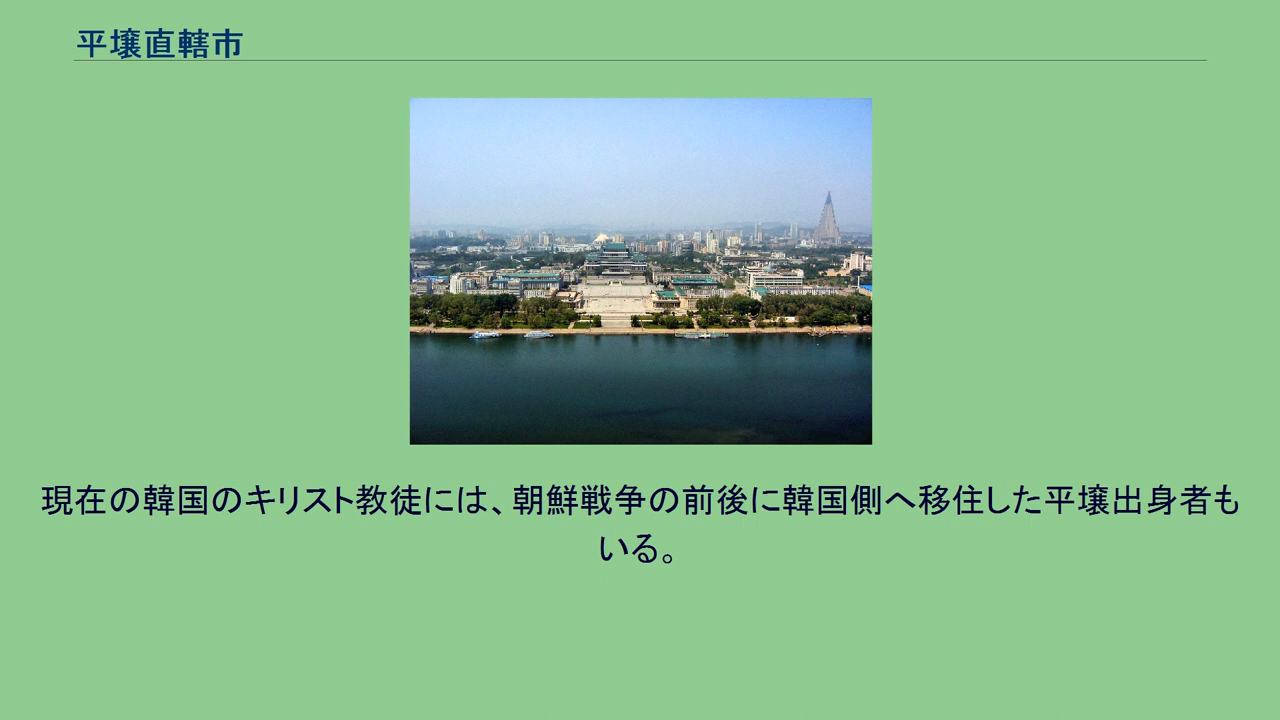 平壌直轄市
現在の韓国のキリスト教徒には、朝鮮戦争の前後に韓国側へ移住した平壌出身者も
いる。